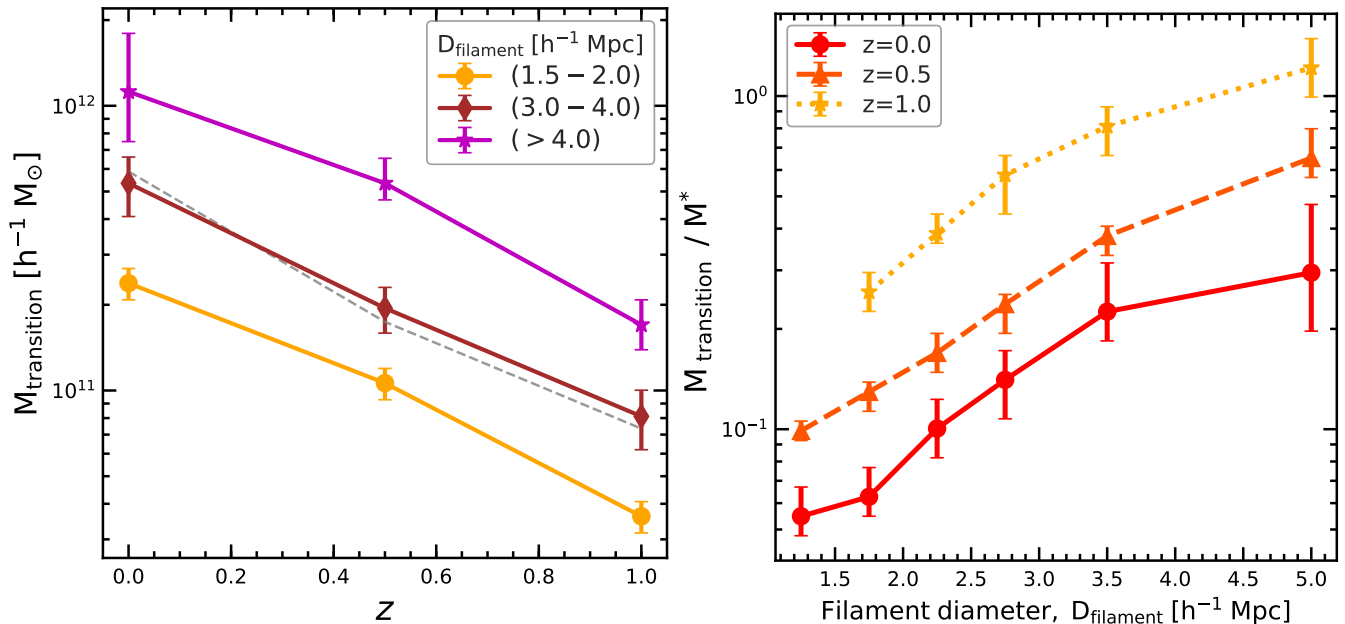 D_filament [h⁻¹ Mpc]
(1.5 − 2.0)
(3.0 − 4.0)
( > 4.0)
10¹²
10¹¹
M_transition [h⁻¹ M_⊙]
0.0 0.2 0.4 0.6 0.8 1.0
z
z=0.0
z=0.5
z=1.0
10⁰
10⁻¹
M_transition / M*
1.5 2.0 2.5 3.0 3.5 4.0 4.5 5.0
Filament diameter, D_filament [h⁻¹ Mpc]